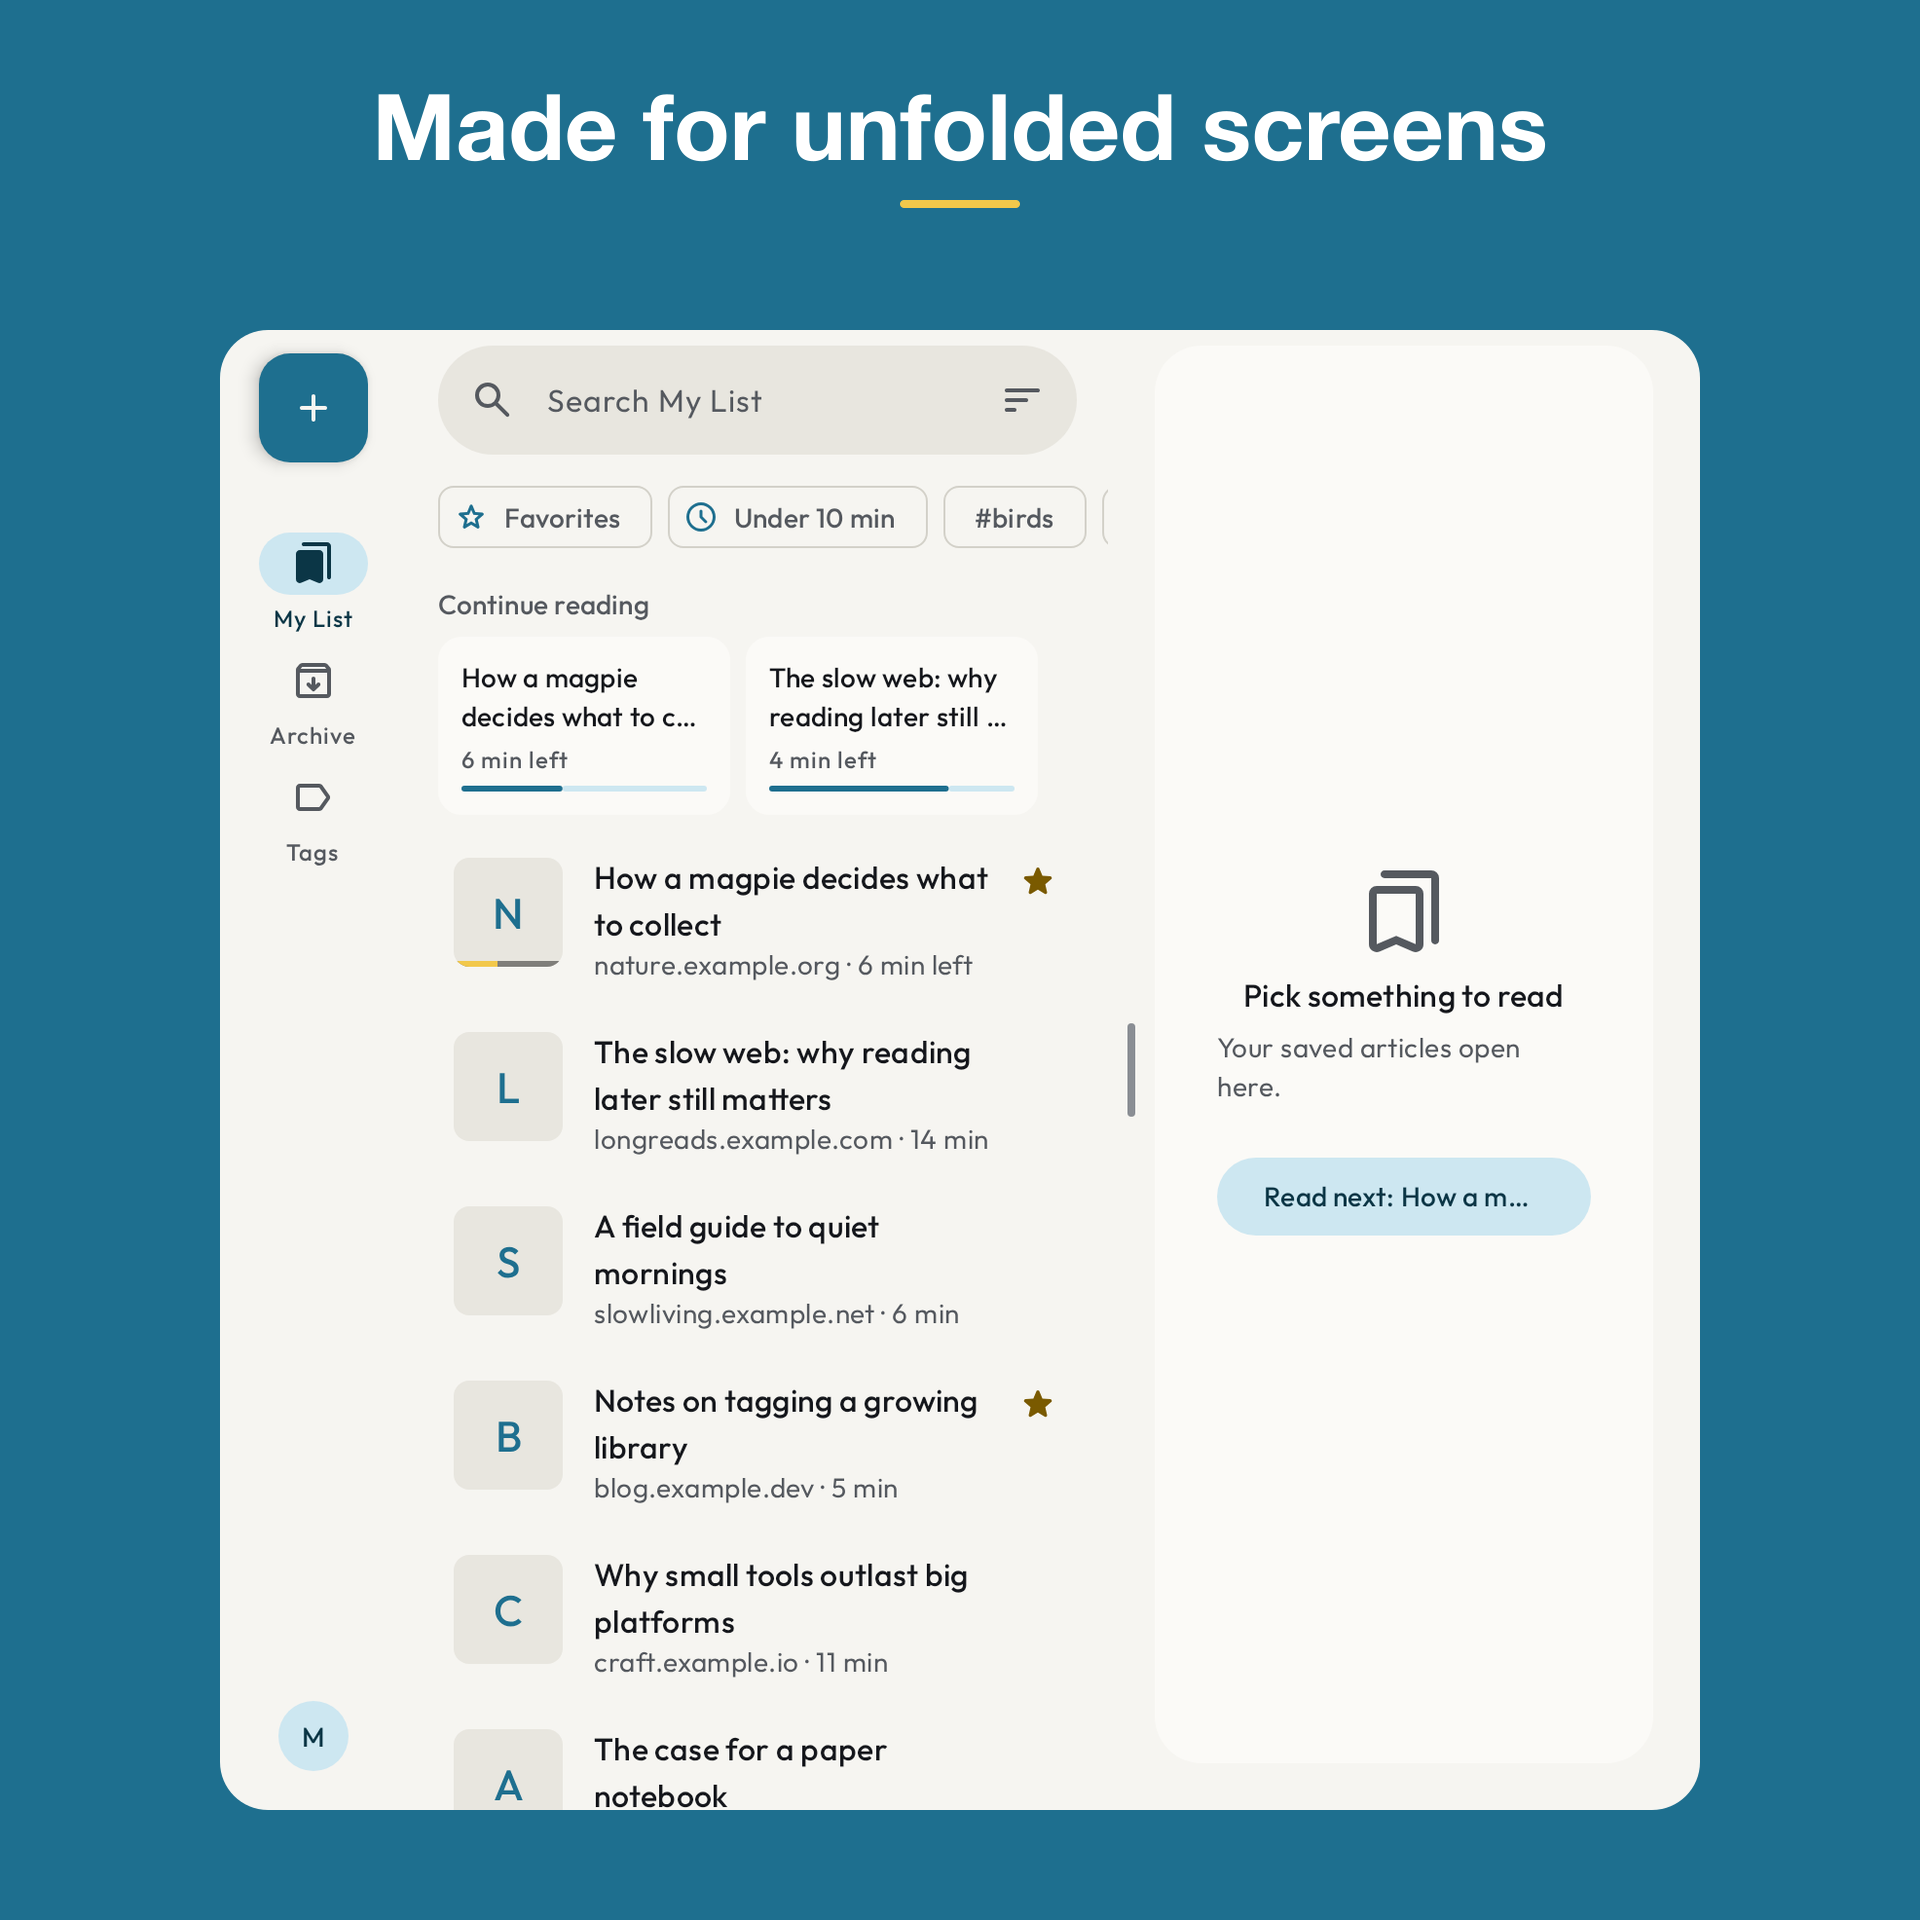 Made for unfolded screens
+
My List
Archive
Tags
M
Search My List
Favorites
Under 10 min
#birds
Continue reading
How a magpie
decides what to c...
6 min left
The slow web: why
reading later still ...
4 min left
N
How a magpie decides what
to collect
nature.example.org · 6 min left
L
The slow web: why reading
later still matters
longreads.example.com · 14 min
S
A field guide to quiet
mornings
slowliving.example.net · 6 min
B
Notes on tagging a growing
library
blog.example.dev · 5 min
C
Why small tools outlast big
platforms
craft.example.io · 11 min
A
The case for a paper
notebook
Pick something to read
Your saved articles open
here.
Read next: How a m...